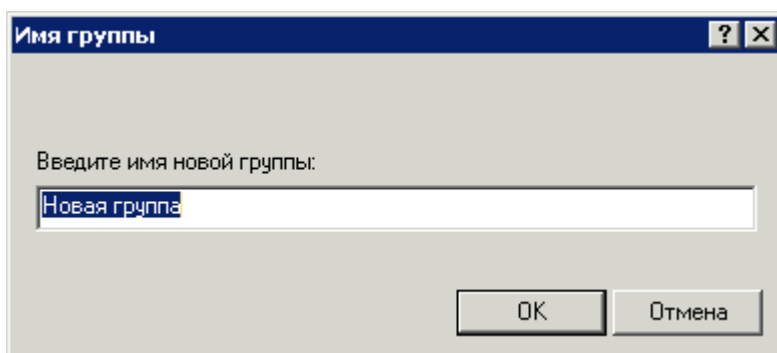 Имя группы
Введите имя новой группы:
Новая группа
OK Отмена